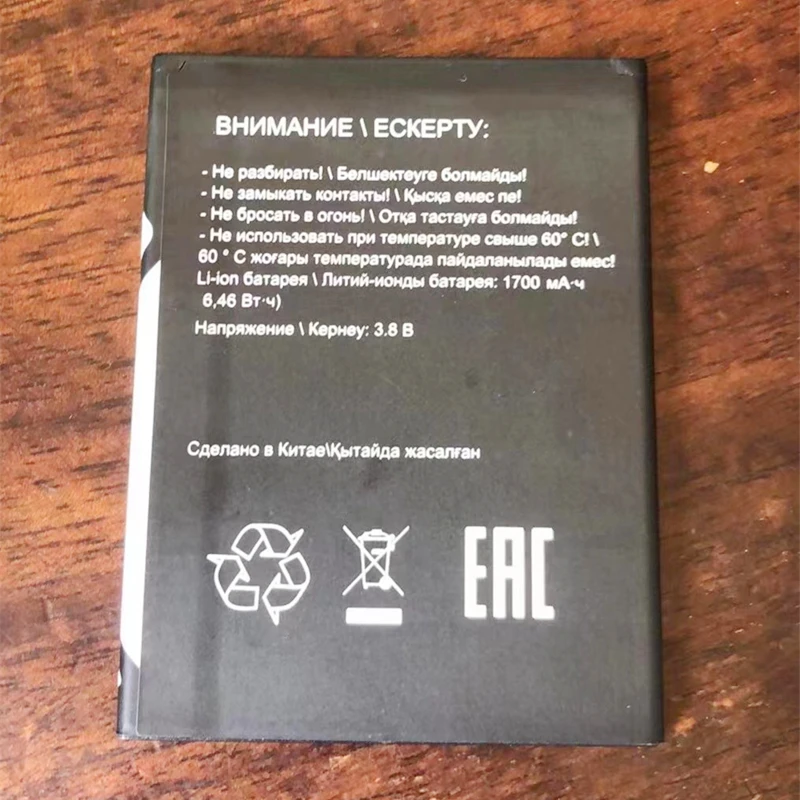 ВНИМАНИЕ \ ЕСКЕРТУ:
- Не разбирать! \ Бөлшектеуге болмайды!
- Не замыкать контакты! \ Қысқа емес пе!
- Не бросать в огонь! \ Отқа тастауға болмайды!
- Не использовать при температуре свыше 60° C! \
60 ° C жоғары температурада пайдаланылады емес!
Li-ion батарея \ Литий-ионды батарея: 1700 мА·ч
6,46 Вт·ч)
Напряжение \ Кернеу: 3.8 В
Сделано в Китае\Қытайда жасалған
EAC